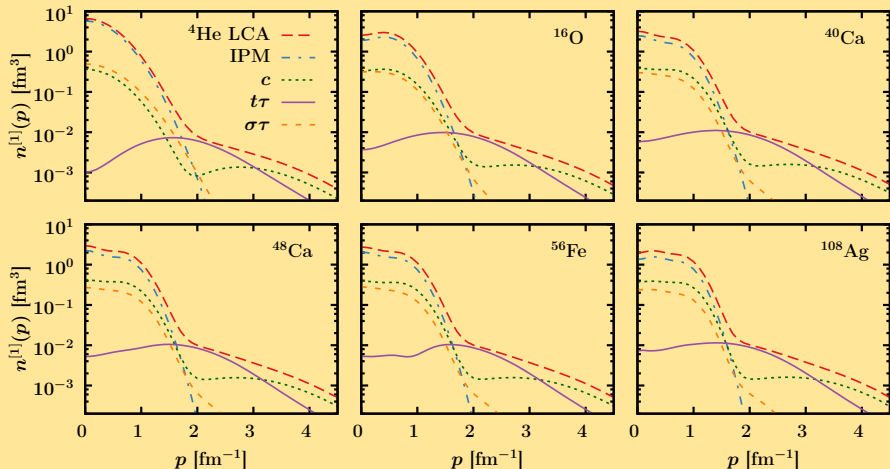 n^[1](p) [fm³]
10¹
10⁰
10⁻¹
10⁻²
10⁻³
⁴He LCA
IPM
c
tτ
στ
¹⁶O
⁴⁰Ca
n^[1](p) [fm³]
10¹
10⁰
10⁻¹
10⁻²
10⁻³
⁴⁸Ca
⁵⁶Fe
¹⁰⁸Ag
0 1 2 3 4 0 1 2 3 4 0 1 2 3 4
p [fm⁻¹] p [fm⁻¹] p [fm⁻¹]